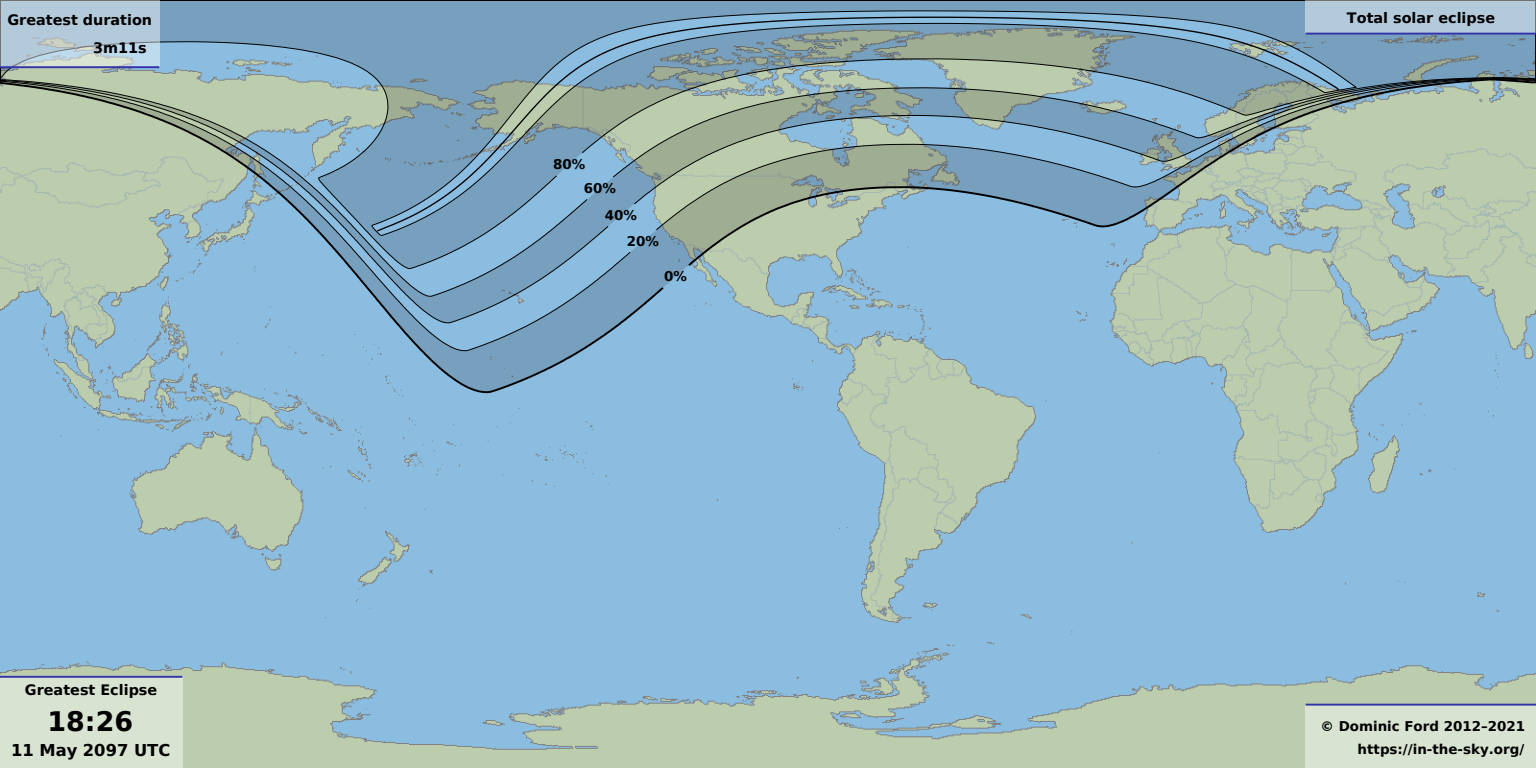 Greatest duration
3m11s
Total solar eclipse
80%
60%
40%
20%
0%
Greatest Eclipse
18:26
11 May 2097 UTC
© Dominic Ford 2012–2021
https://in-the-sky.org/